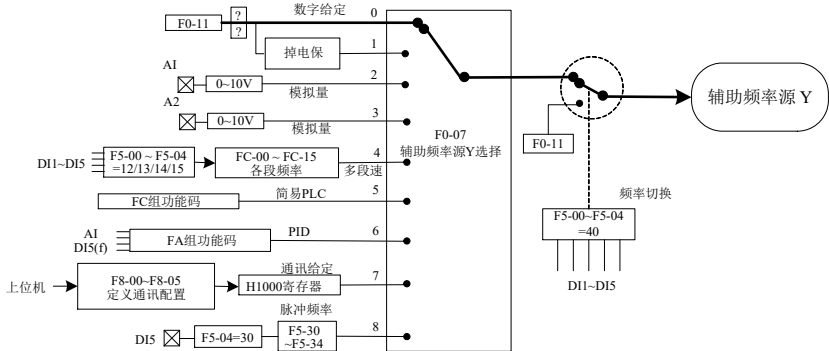 数字给定
0
F0-11
?
?
掉电保
1
AI
0~10V
2
模拟量
A2
0~10V
3
模拟量
DI1~DI5
F5-00 ~ F5-04
=12/13/14/15
FC-00 ~ FC-15
各段频率
4
多段速
FC组功能码
简易PLC
5
AI
DI5(f)
FA组功能码
PID
6
上位机
F8-00~F8-05
定义通讯配置
通讯给定
H1000寄存器
7
脉冲频率
DI5
F5-04=30
F5-30
~F5-34
8
F0-07
辅助频率源Y选择
F0-11
频率切换
F5-00~F5-04
=40
DI1~DI5
辅助频率源 Y